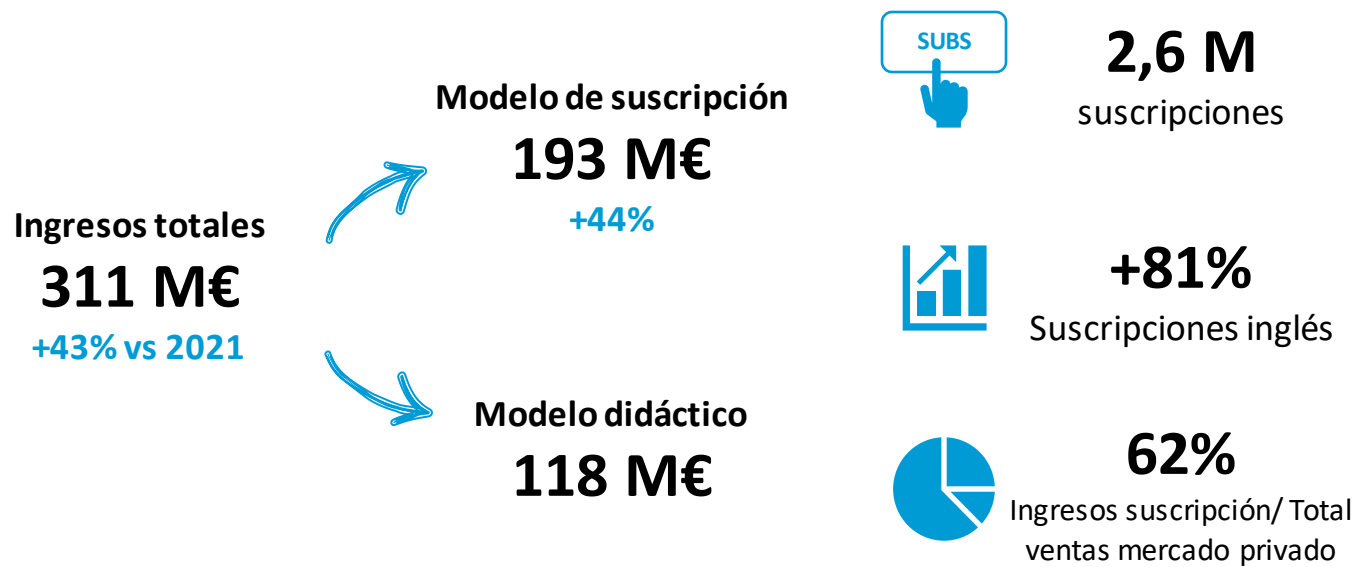 Ingresos totales
311 M€
+43% vs 2021
Modelo de suscripción
193 M€
+44%
Modelo didáctico
118 M€
SUBS
2,6 M
suscripciones
+81%
Suscripciones inglés
62%
Ingresos suscripción/ Total
ventas mercado privado